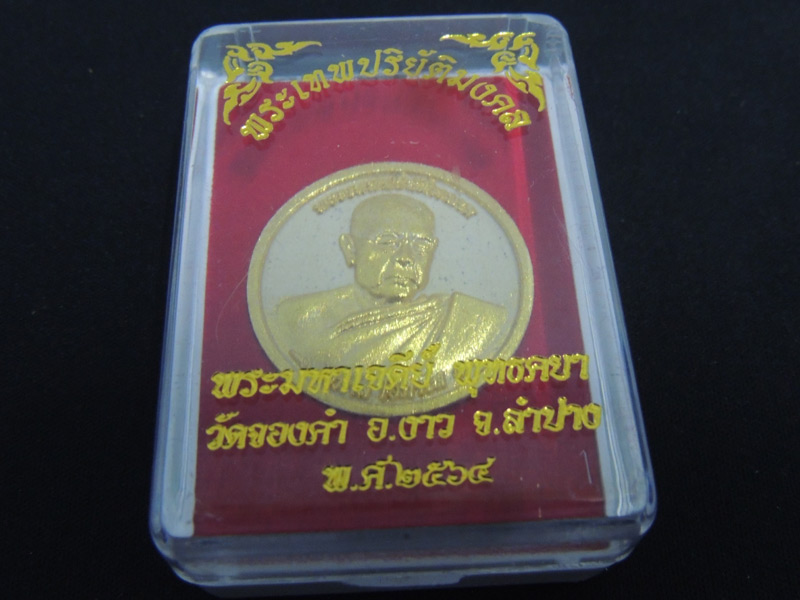 พระเทพปริยัติมงคล
พระมหาเจดีย์ พุทธคยา
วัดจองคำ อ.งาว จ.ลำปาง
พ.ศ.๒๕๖๔